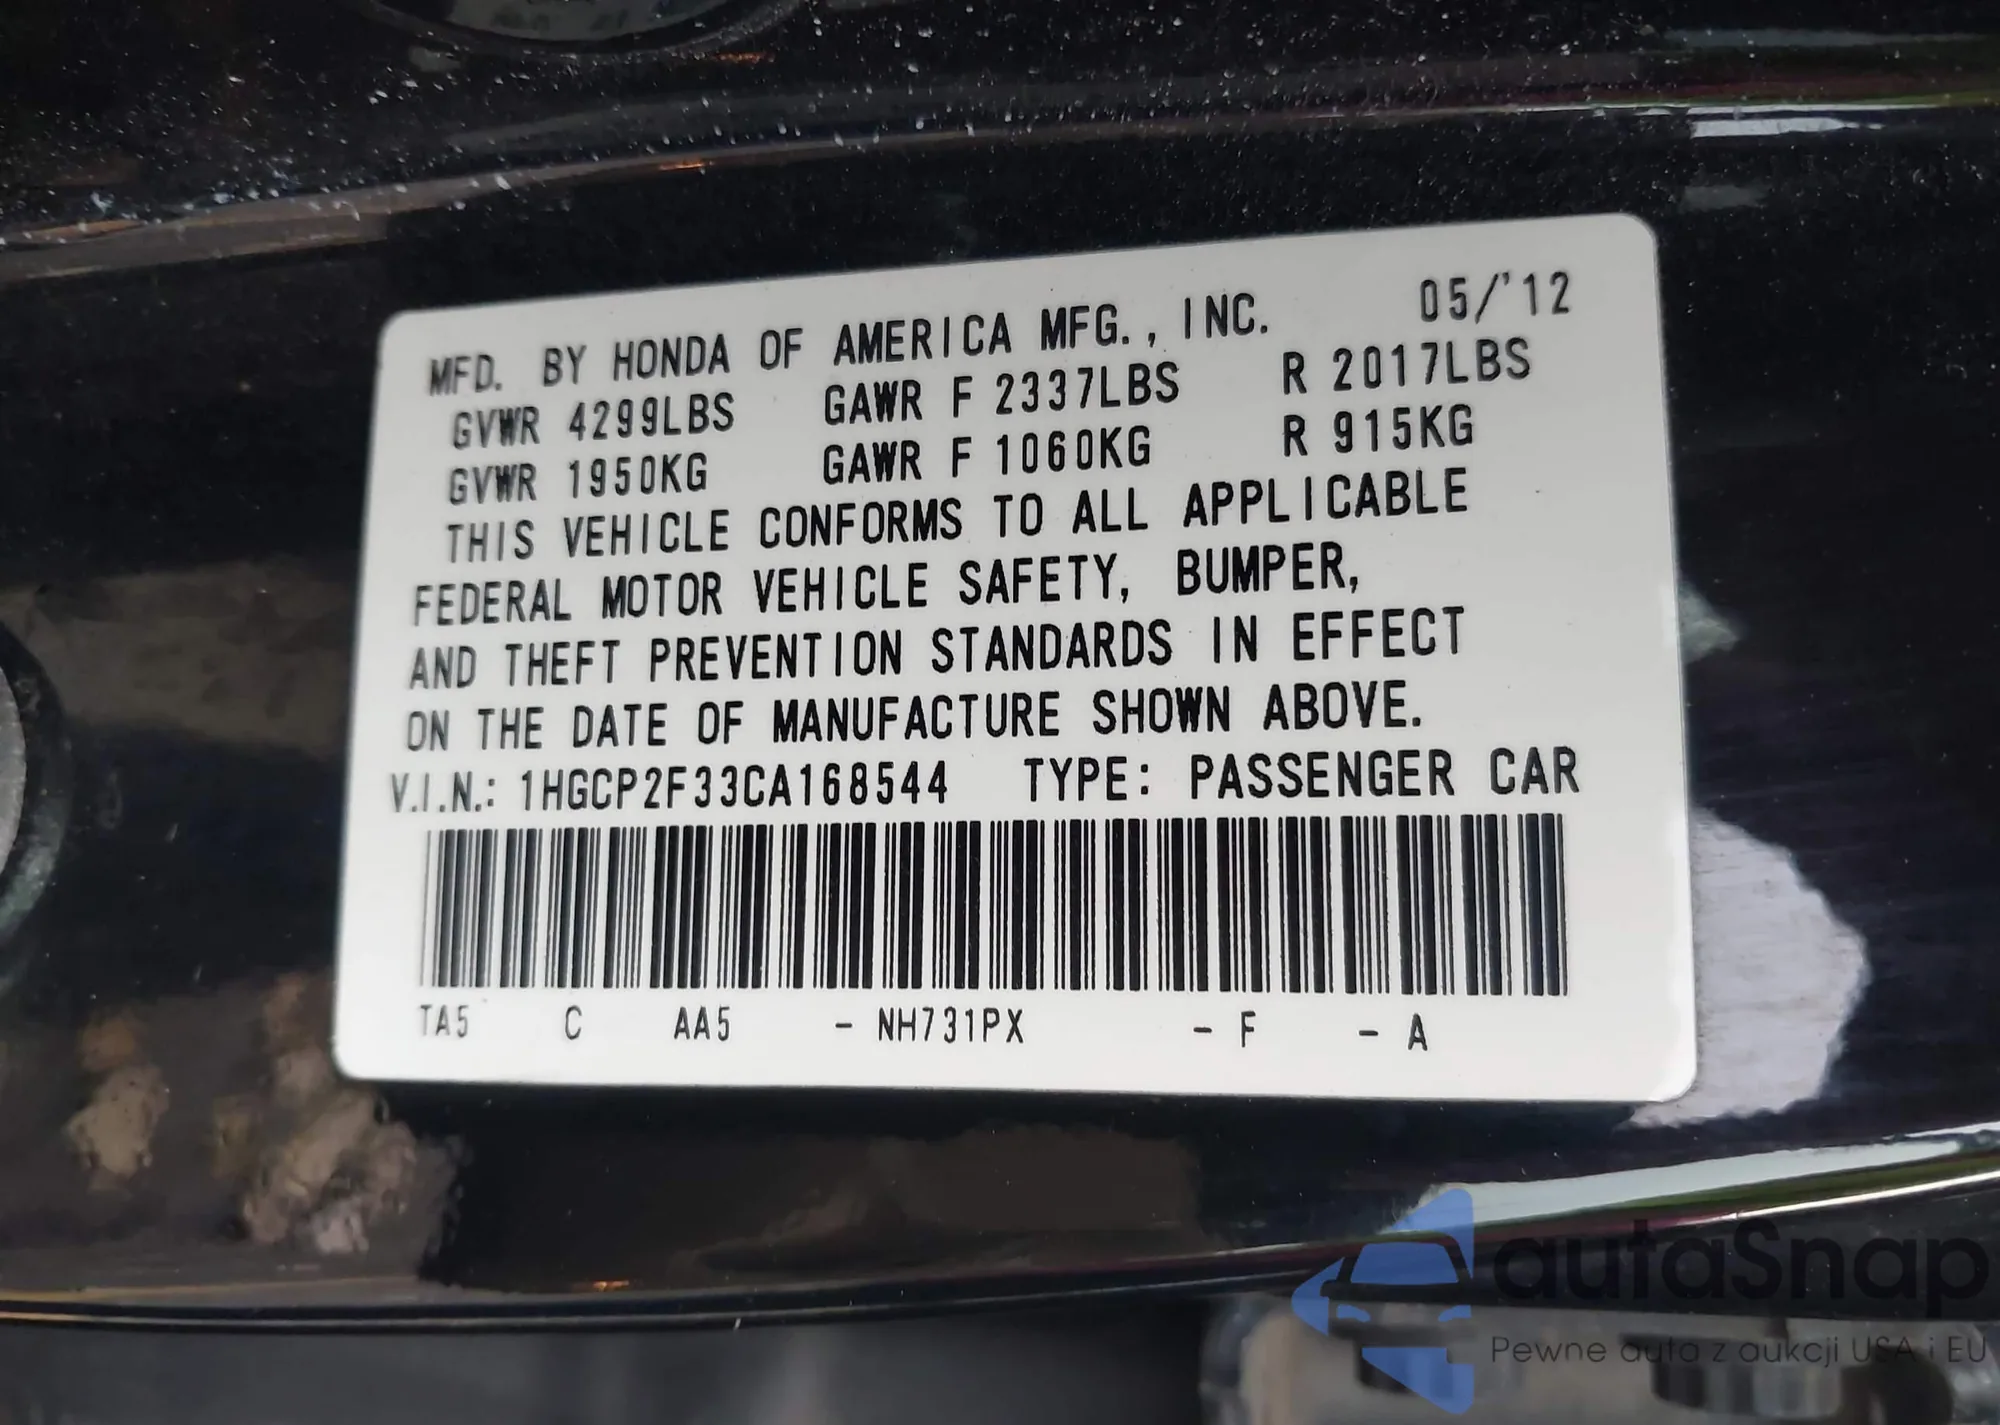 MFD. BY HONDA OF AMERICA MFG., INC. 05/'12
GVWR 4299LBS GAWR F 2337LBS R 2017LBS
GVWR 1950KG GAWR F 1060KG R 915KG
THIS VEHICLE CONFORMS TO ALL APPLICABLE
FEDERAL MOTOR VEHICLE SAFETY, BUMPER,
AND THEFT PREVENTION STANDARDS IN EFFECT
ON THE DATE OF MANUFACTURE SHOWN ABOVE.
V.I.N.: 1HGCP2F33CA168544 TYPE: PASSENGER CAR
TA5 C AA5 - NH731PX - F - A
autaSnap
Pewne auta z aukcji USA i EU